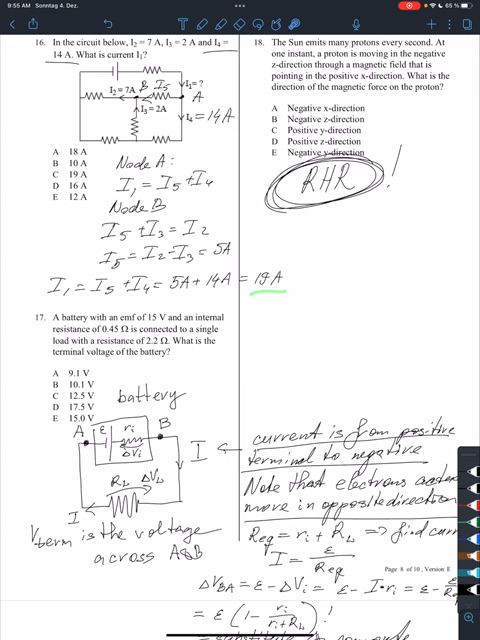 9:55 AM Sonntag 4. Dez.
65 %
16. In the circuit below, I₂ = 7 A, I₃ = 2 A and I₄ =
14 A. What is current I₁?
I₂ = 7A B I₅ I₁ = ?
A
I₃ = 2A
I₄ = 14A
A 18 A
B 10 A
C 19 A
D 16 A
E 12 A
Node A:
I₁ = I₅ + I₄
Node B
I₅ + I₃ = I₂
I₅ = I₂ - I₃ = 5A
I₁ = I₅ + I₄ = 5A + 14A = 19A
17. A battery with an emf of 15 V and an internal
resistance of 0.45 Ω is connected to a single
load with a resistance of 2.2 Ω. What is the
terminal voltage of the battery?
A 9.1 V
B 10.1 V
C 12.5 V
D 17.5 V
E 15.0 V
battery
A ε rᵢ B
ΔVᵢ
I
R_L ΔV_L
I
Vterm is the voltage
across A&B
18. The Sun emits many protons every second. At
one instant, a proton is moving in the negative
z-direction through a magnetic field that is
pointing in the positive x-direction. What is the
direction of the magnetic force on the proton?
A Negative x-direction
B Negative z-direction
C Positive y-direction
D Positive z-direction
E Negative y-direction
RHR !
current is from positive
terminal to negative
Note that electrons
move in opposite direction
Req = rᵢ + R_L => find
I = ε/Req
Page 8 of 10, Version E
ΔV_BA = ε - ΔVᵢ = ε - I·rᵢ = ε -
= ε (1 - rᵢ/(rᵢ+R_L)) !